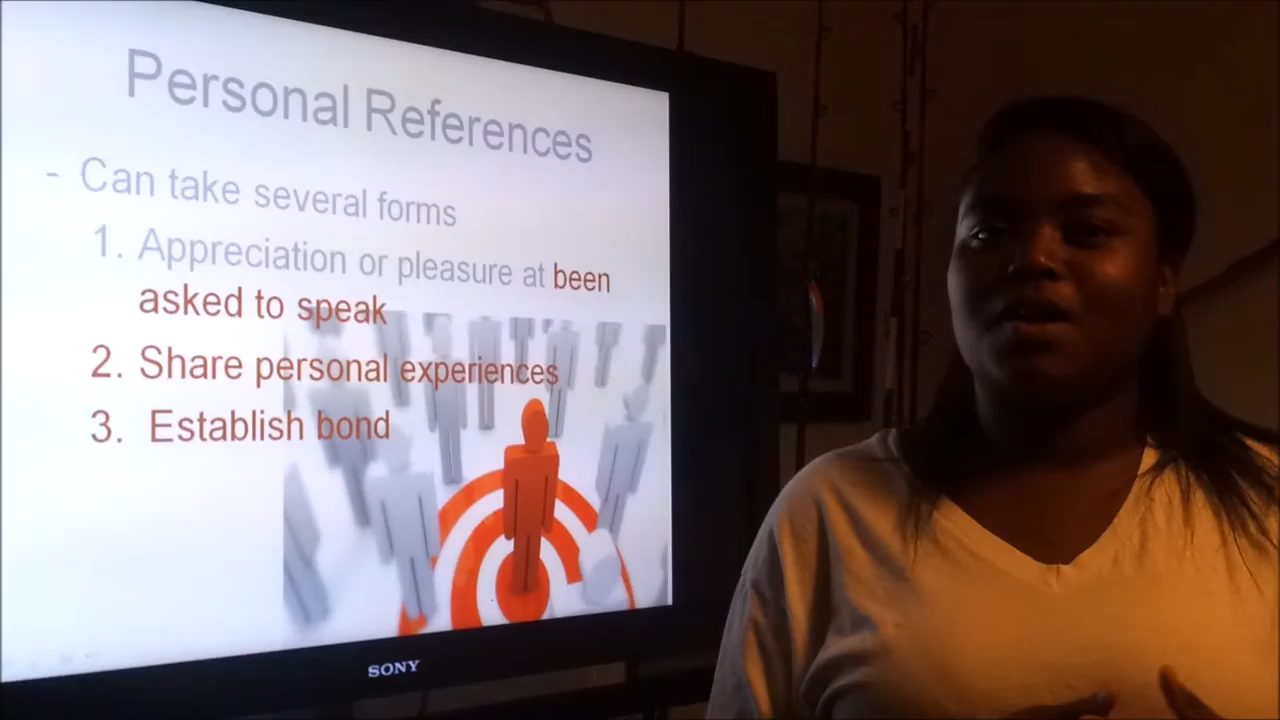 Personal References
- Can take several forms
1. Appreciation or pleasure at been
asked to speak
2. Share personal experiences
3. Establish bond
SONY